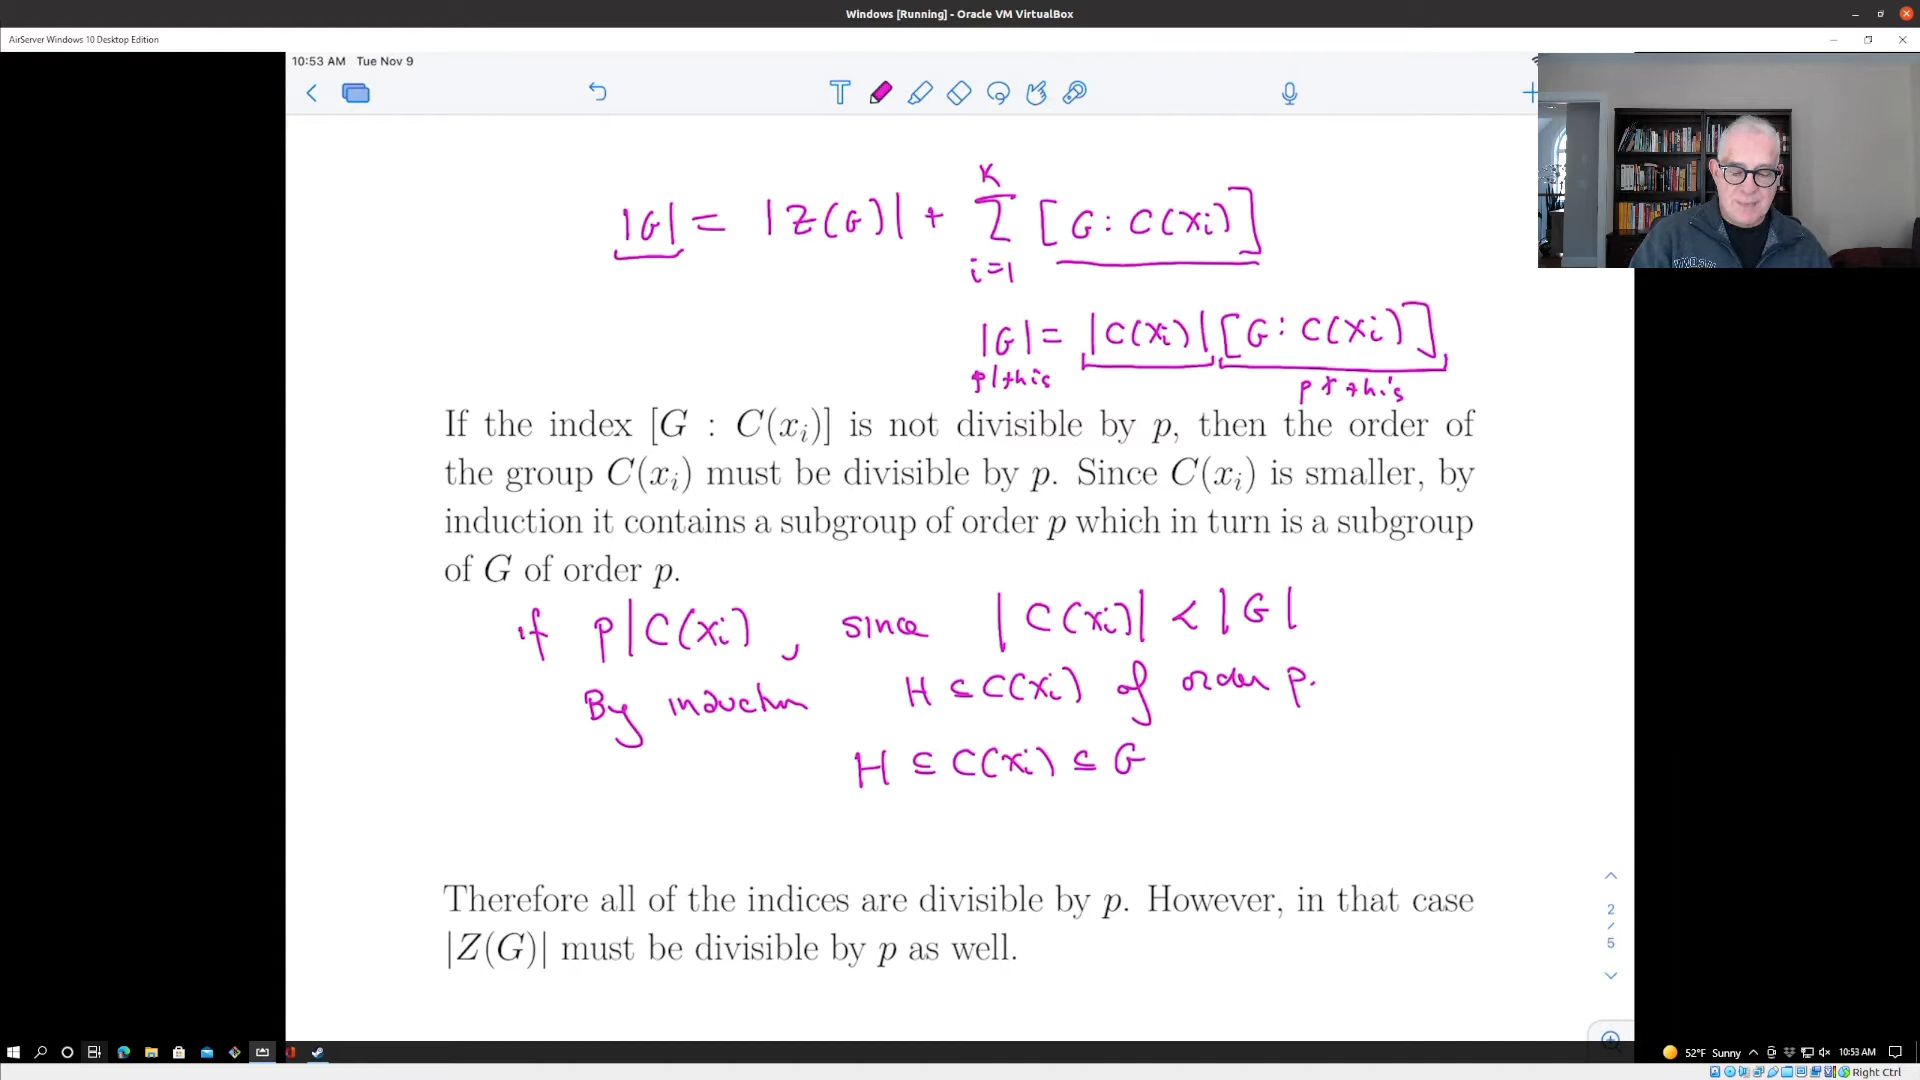 Windows [Running] - Oracle VM VirtualBox
AirServer Windows 10 Desktop Edition
10:53 AM Tue Nov 9
|G| = |Z(G)| + K Σ i=1 [G : C(xi)]
|G| = |C(xi)| [G : C(xi)]
p | this p ∤ this
If the index [G : C(xᵢ)] is not divisible by p, then the order of
the group C(xᵢ) must be divisible by p. Since C(xᵢ) is smaller, by
induction it contains a subgroup of order p which in turn is a subgroup
of G of order p.
if p | C(xi) , since |C(xi)| < |G|
By induction H ⊆ C(xi) of order p.
H ⊆ C(xi) ⊆ G
Therefore all of the indices are divisible by p. However, in that case
|Z(G)| must be divisible by p as well.
2
/
5
52°F Sunny 10:53 AM
Right Ctrl